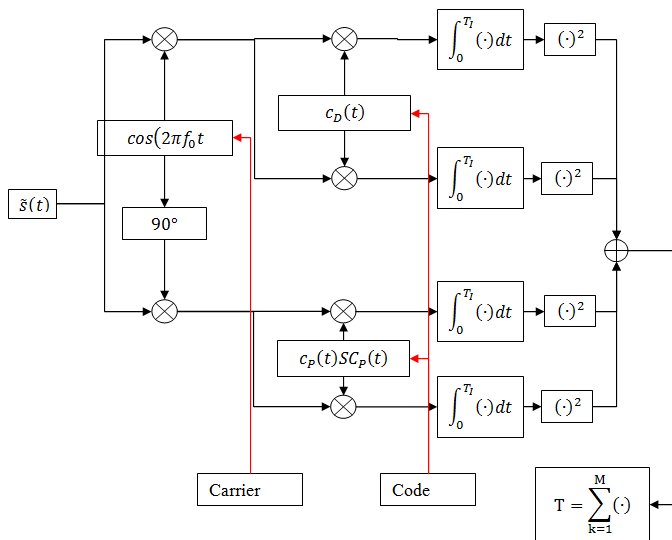 ∫₀^{T_I}(·)dt
(·)²
c_D(t)
cos(2πf₀t
∫₀^{T_I}(·)dt
(·)²
s̃(t)
90°
∫₀^{T_I}(·)dt
(·)²
c_P(t)SC_P(t)
∫₀^{T_I}(·)dt
(·)²
Carrier
Code
T = ∑_{k=1}^{M}(·)